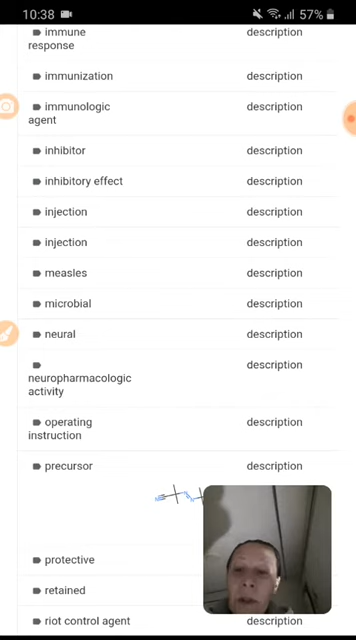 10:38 57%
immune response description
immunization description
immunologic agent description
inhibitor description
inhibitory effect description
injection description
injection description
measles description
microbial description
neural description
neuropharmacologic activity description
operating instruction description
precursor description
protective
retained
riot control agent description